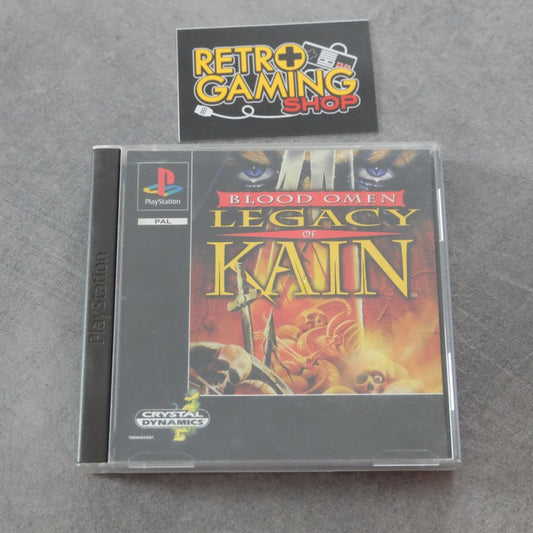 RETRO
GAMING
SHOP
PlayStation
PAL
PlayStation
BLOOD OMEN
LEGACY
OF
KAIN
CRYSTAL
DYNAMICS